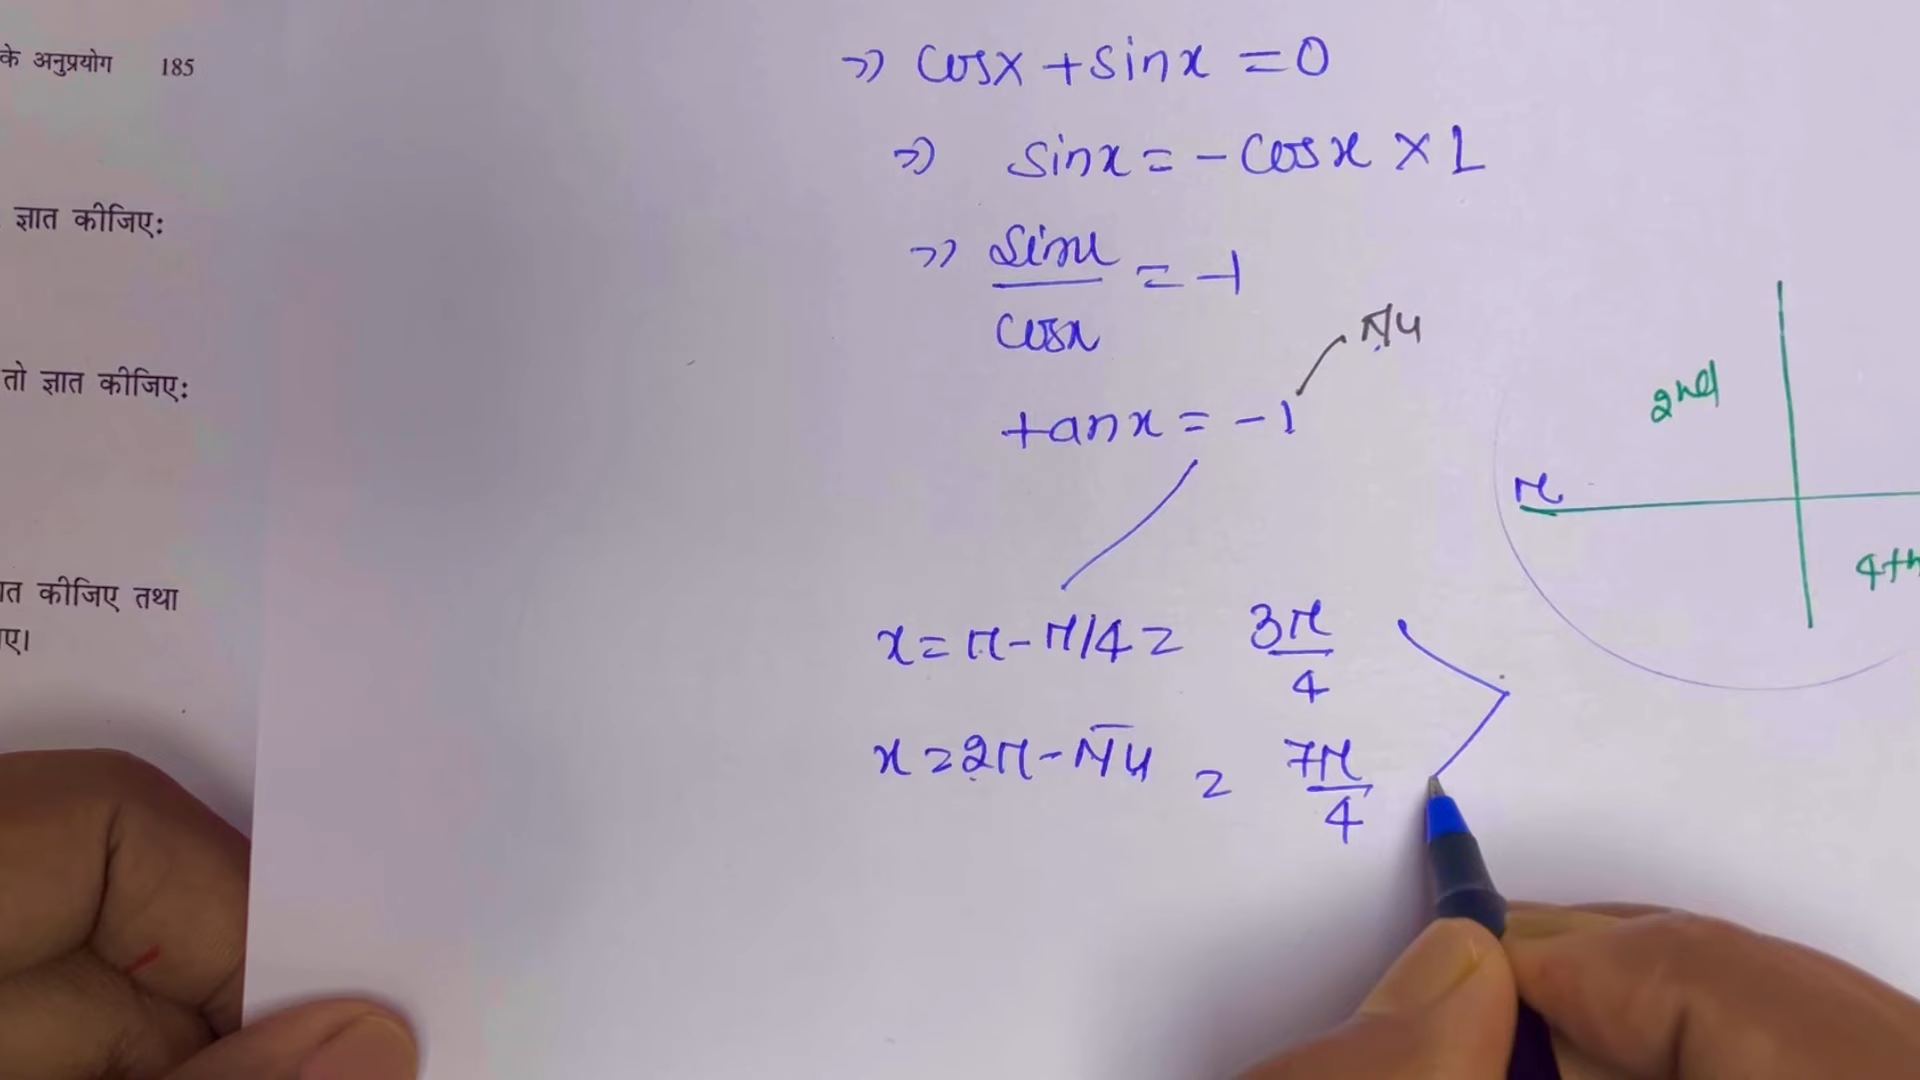 के अनुप्रयोग 185
ज्ञात कीजिए:
तो ज्ञात कीजिए:
कीजिए तथा
⇒ cosx + sinx = 0
⇒ sinx = - cosx × 1
⇒ sinx/cosx = -1
π/4
tanx = -1
x = π - π/4 = 3π/4
x = 2π - π/4 = 7π/4
2nd
π
4th